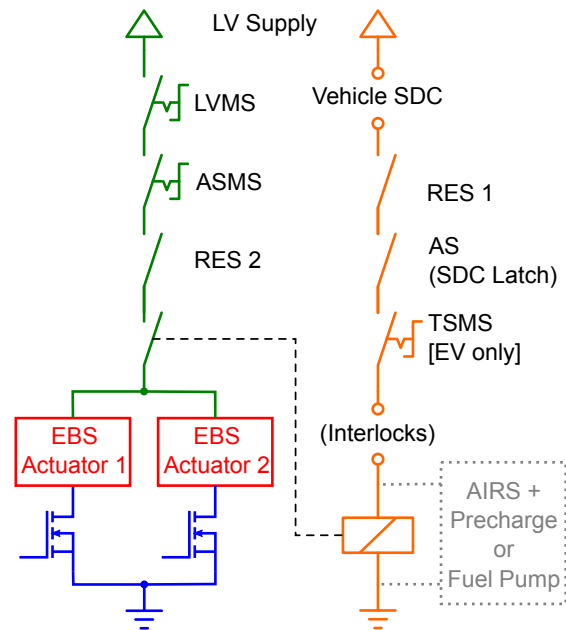 LV Supply
LVMS
Vehicle SDC
ASMS
RES 1
RES 2
AS
(SDC Latch)
TSMS
[EV only]
EBS
Actuator 1
EBS
Actuator 2
(Interlocks)
AIRS +
Precharge
or
Fuel Pump